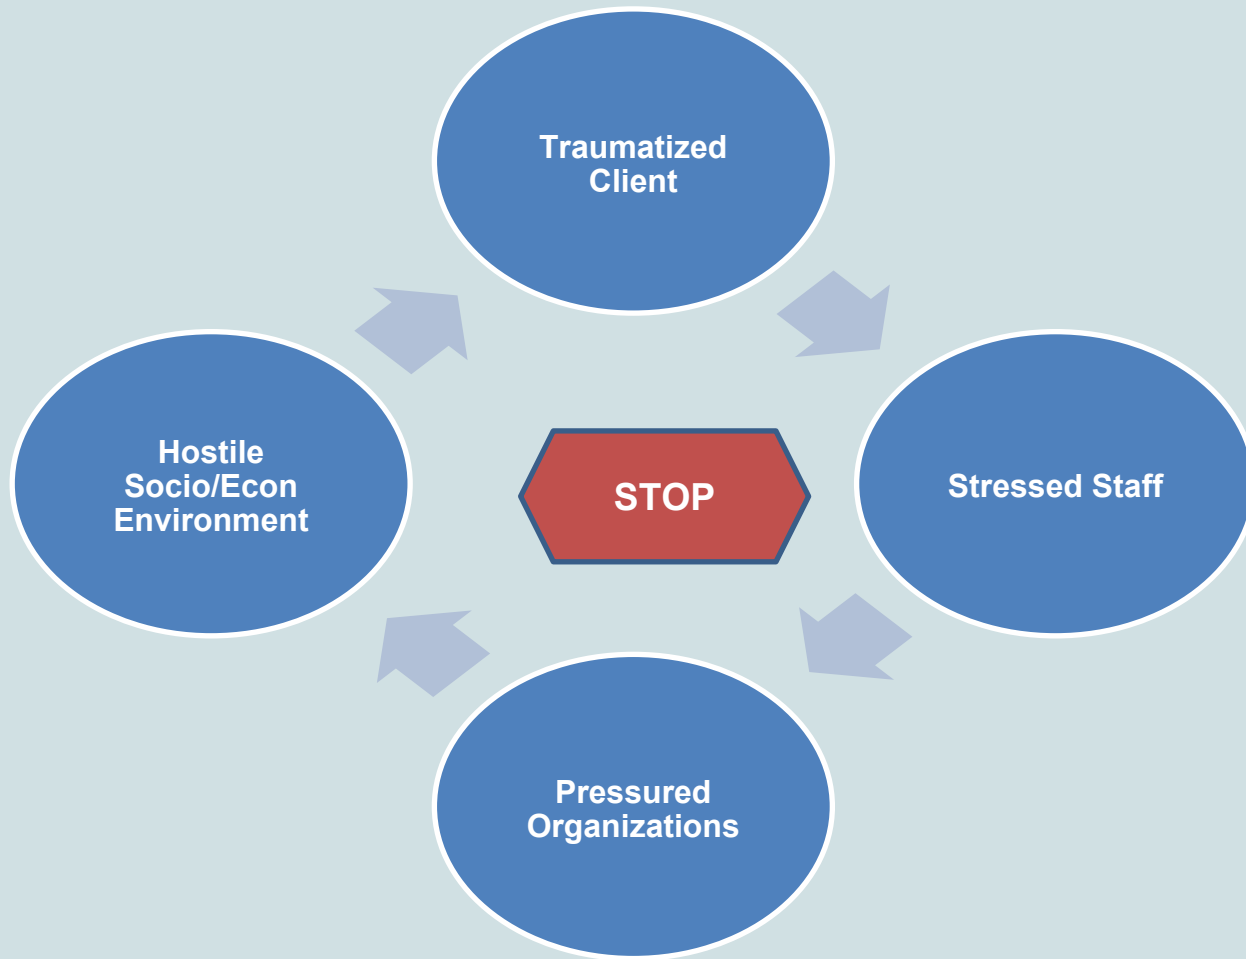 Traumatized
Client
Hostile
Socio/Econ
Environment
STOP
Stressed Staff
Pressured
Organizations